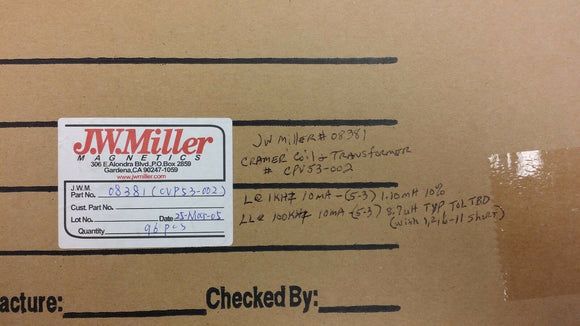 J.W.Miller
MAGNETICS
306 E.Alondra Blvd.,P.O.Box 2859
Gardena,CA 90247-1059
www.jwmiller.com
J.W.M.
Part No. 08381 (CVP53-002)
Cust. Part No.
Lot No. Date 25-Mar-05
Quantity 96 pcs
JW Miller # 08381
CRAMER Coil & TRANSFORMER
# CPV53-002
L@ 1KHz 10mA - (5-3) 1.10mH 10%
LL@ 100KHz 10mA - (5-3) 8.7uH TYP TOL TBD
(with 1,2,6-11 short)
acture: Checked By: